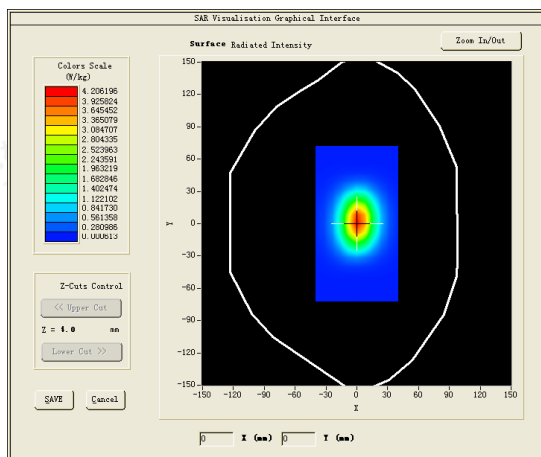 SAR Visualisation Graphical Interface
Surface Radiated Intensity
Zoom In/Out
Colors Scale
(W/kg)
4.206196
3.925824
3.645452
3.365079
3.084707
2.804335
2.523963
2.243591
1.963219
1.682846
1.402474
1.122102
0.841730
0.561358
0.280986
0.000613
Z-Cuts Control
<< Upper Cut
Z = 4.0 mm
Lower Cut >>
SAVE Cancel
150
120
90
60
30
0
-30
-60
-90
-120
-150
Y
-150 -120 -90 -60 -30 0 30 60 90 120 150
X
0 X (mm) 0 Y (mm)